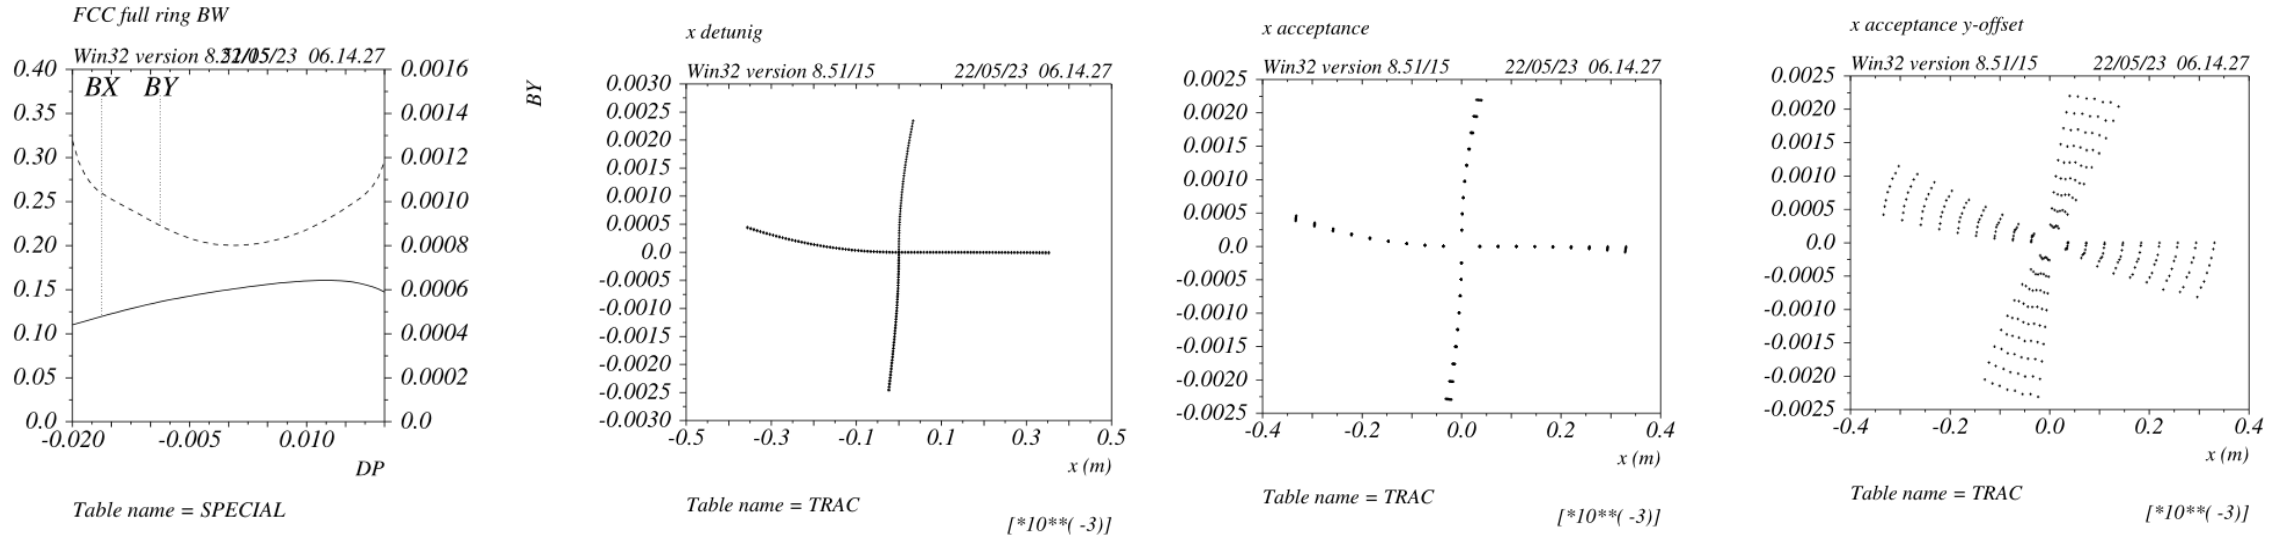 FCC full ring BW
Win32 version 8.51/15 22/05/23 06.14.27
0.40
0.35
0.30
0.25
0.20
0.15
0.10
0.05
0.0
BX BY
0.0016
0.0014
0.0012
0.0010
0.0008
0.0006
0.0004
0.0002
0.0
BY
-0.020 -0.005 0.010
DP
Table name = SPECIAL
x detunig
Win32 version 8.51/15 22/05/23 06.14.27
0.0030
0.0025
0.0020
0.0015
0.0010
0.0005
0.0
-0.0005
-0.0010
-0.0015
-0.0020
-0.0025
-0.0030
-0.5 -0.3 -0.1 0.1 0.3 0.5
x (m)
Table name = TRAC
[*10**( -3)]
x acceptance
Win32 version 8.51/15 22/05/23 06.14.27
0.0025
0.0020
0.0015
0.0010
0.0005
0.0
-0.0005
-0.0010
-0.0015
-0.0020
-0.0025
-0.4 -0.2 0.0 0.2 0.4
x (m)
Table name = TRAC
[*10**( -3)]
x acceptance y-offset
Win32 version 8.51/15 22/05/23 06.14.27
0.0025
0.0020
0.0015
0.0010
0.0005
0.0
-0.0005
-0.0010
-0.0015
-0.0020
-0.0025
-0.4 -0.2 0.0 0.2 0.4
x (m)
Table name = TRAC
[*10**( -3)]